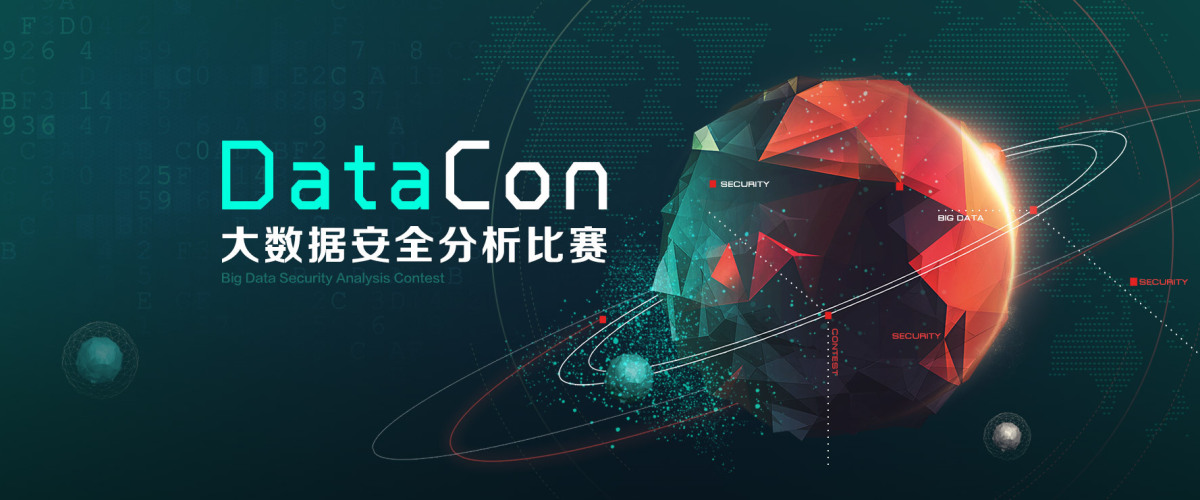 DataCon
大数据安全分析比赛
Big Data Security Analysis Contest
SECURITY
BIG DATA
SECURITY
SECURITY
CONTEST